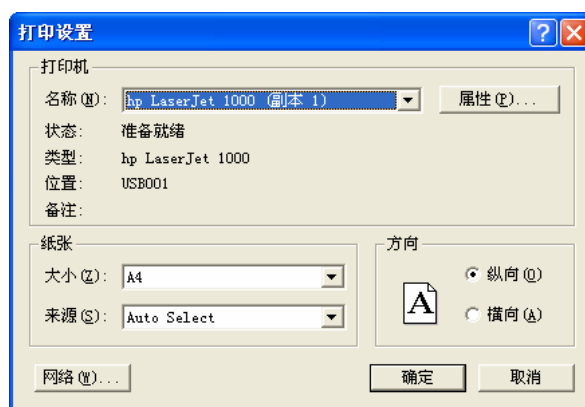 打印设置
打印机
名称(N): hp LaserJet 1000 (副本 1) 属性(P)...
状态: 准备就绪
类型: hp LaserJet 1000
位置: USB001
备注:
纸张
大小(Z): A4
来源(S): Auto Select
方向
A
纵向(O)
横向(A)
网络(W)... 确定 取消